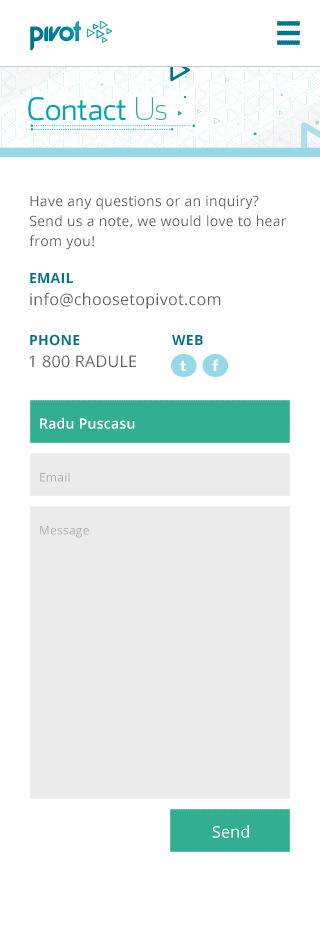 pivot
Contact Us
Have any questions or an inquiry?
Send us a note, we would love to hear
from you!
EMAIL
info@choosetopivot.com
PHONE
WEB
1 800 RADULE
t f
Radu Puscasu
Email
Message
Send